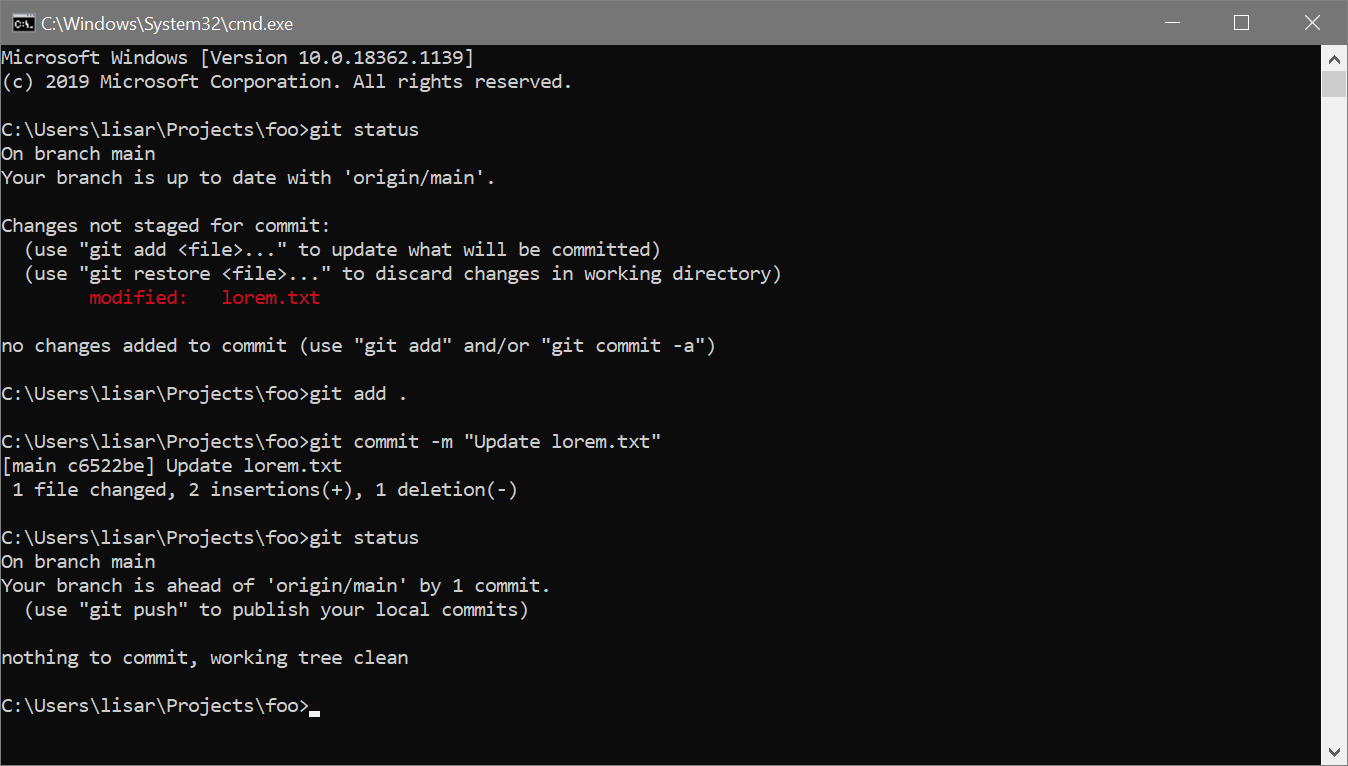 C:\Windows\System32\cmd.exe
Microsoft Windows [Version 10.0.18362.1139]
(c) 2019 Microsoft Corporation. All rights reserved.
C:\Users\lisar\Projects\foo>git status
On branch main
Your branch is up to date with 'origin/main'.
Changes not staged for commit:
  (use "git add <file>..." to update what will be committed)
  (use "git restore <file>..." to discard changes in working directory)
        modified:   lorem.txt
no changes added to commit (use "git add" and/or "git commit -a")
C:\Users\lisar\Projects\foo>git add .
C:\Users\lisar\Projects\foo>git commit -m "Update lorem.txt"
[main c6522be] Update lorem.txt
 1 file changed, 2 insertions(+), 1 deletion(-)
C:\Users\lisar\Projects\foo>git status
On branch main
Your branch is ahead of 'origin/main' by 1 commit.
  (use "git push" to publish your local commits)
nothing to commit, working tree clean
C:\Users\lisar\Projects\foo>